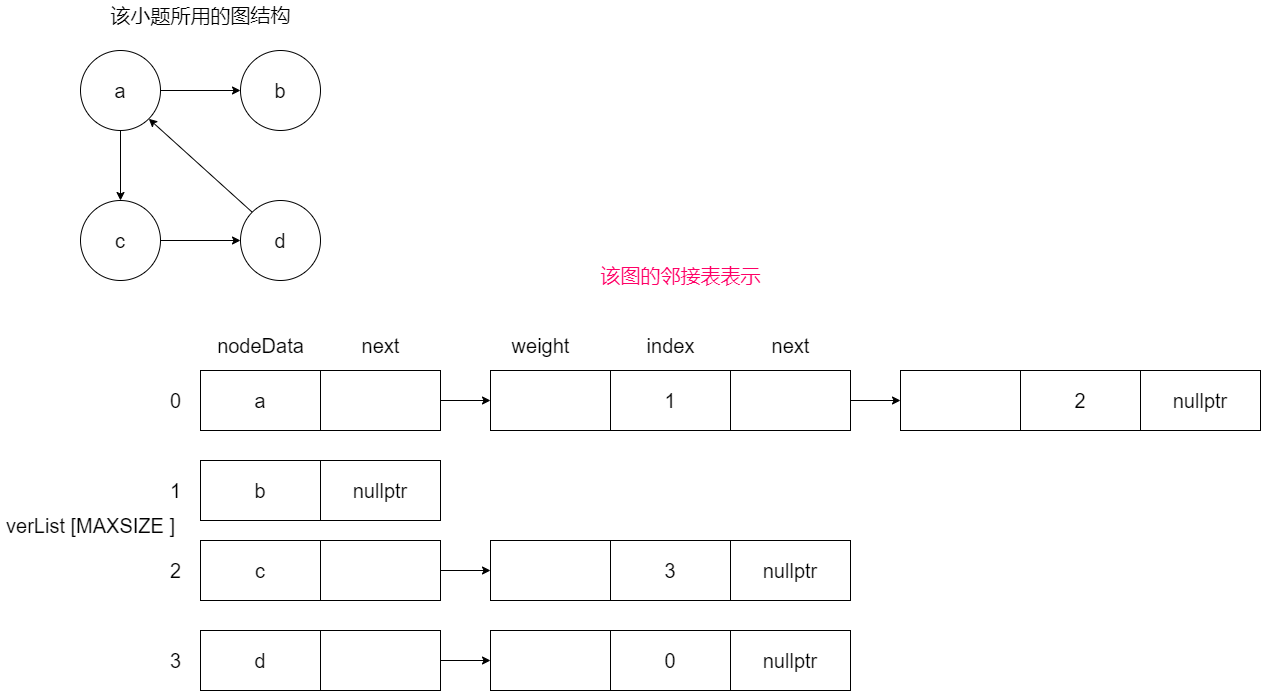 该小题所用的图结构
a
b
c
d
该图的邻接表表示
nodeData next weight index next
0 a 1 2 nullptr
1 b nullptr
verList [MAXSIZE ]
2 c 3 nullptr
3 d 0 nullptr